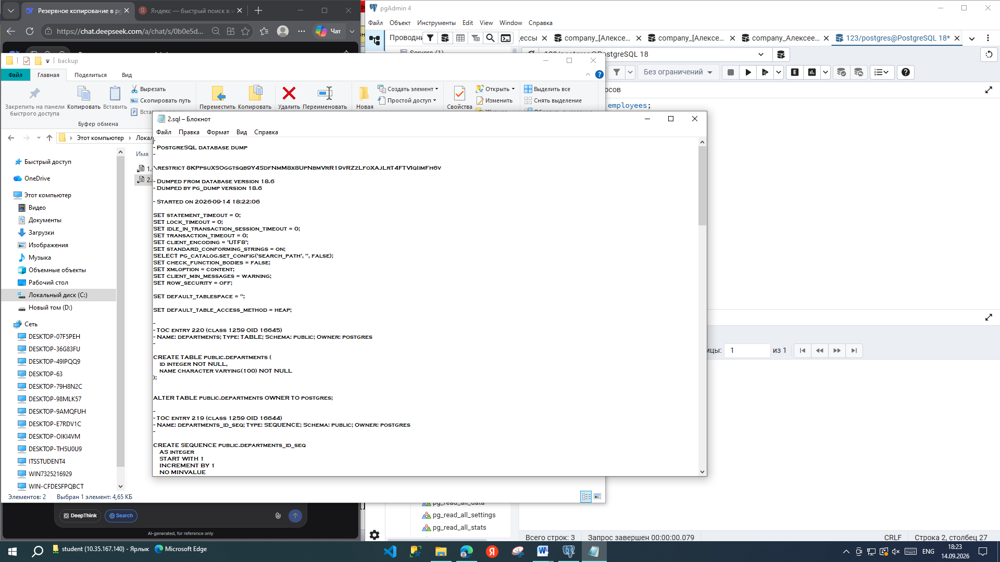 Резервное копирование в pg
Яндекс — быстрый поиск в и
https://chat.deepseek.com/a/chat/s/0b0e5d...
Чат
backup
Файл
Главная
Поделиться
Вид
Закрепить на панели быстрого доступа
Копировать
Вставить
Вырезать
Скопировать путь
Буфер обмена
Переместить
Копировать
Удалить
Переименовать
Новая
Создать элемент
Простой доступ
Свойства
Открыть
Изменить
Выделить все
Снять выделение
Этот компьютер
Имя
Быстрый доступ
OneDrive
Этот компьютер
Видео
Документы
Загрузки
Изображения
Музыка
Объемные объекты
Рабочий стол
Локальный диск (C:)
Новый том (D:)
Сеть
DESKTOP-07F5PEH
DESKTOP-36G83FU
DESKTOP-49IPQQ9
DESKTOP-63
DESKTOP-79H8N2C
DESKTOP-98MLK57
DESKTOP-9AMQFUH
DESKTOP-E7RDV1C
DESKTOP-OIKI4VM
DESKTOP-TH5U0U9
ITSSTUDENT4
WIN7325216929
WIN-CFDESFPQBCT
Элементов: 2
Выбран 1 элемент: 4,65 КБ
2.sql – Блокнот
Файл
Правка
Формат
Вид
Справка
-
- PostgreSQL database dump
-
\restrict 8KPpsuXSOggtsqb9Y4SdfNmM8x8UpNbmVrR19vRZzLfoXAjLrT4FTVIqIimFh6v
- Dumped from database version 18.6
- Dumped by pg_dump version 18.6
- Started on 2026-09-14 18:22:06
SET statement_timeout = 0;
SET lock_timeout = 0;
SET idle_in_transaction_session_timeout = 0;
SET transaction_timeout = 0;
SET client_encoding = 'UTF8';
SET standard_conforming_strings = on;
SELECT pg_catalog.set_config('search_path', '', false);
SET check_function_bodies = false;
SET xmloption = content;
SET client_min_messages = warning;
SET row_security = off;
SET default_tablespace = '';
SET default_table_access_method = heap;
-
- TOC entry 220 (class 1259 OID 16645)
- Name: departments; Type: TABLE; Schema: public; Owner: postgres
-
CREATE TABLE public.departments (
id integer NOT NULL,
name character varying(100) NOT NULL
);
ALTER TABLE public.departments OWNER TO postgres;
-
- TOC entry 219 (class 1259 OID 16644)
- Name: departments_id_seq; Type: SEQUENCE; Schema: public; Owner: postgres
-
CREATE SEQUENCE public.departments_id_seq
AS integer
START WITH 1
INCREMENT BY 1
NO MINVALUE
DeepThink
Search
AI-generated, for reference only
pgAdmin 4
Файл
Объект
Инструменты
Edit
View
Window
Справка
company_[Алексе...
company_[Алексе...
company_Алексее...
123/postgres@PostgreSQL 18*
Без ограничений
employees;
1
из 1
pg_read_all_settings
pg_read_all_stats
Всего строк: 3
Запрос завершен 00:00:00.079
CRLF
Строка 2, столбец 27
student (10.35.167.140) - Ярлык
Microsoft Edge
ENG
18:23
14.09.2026